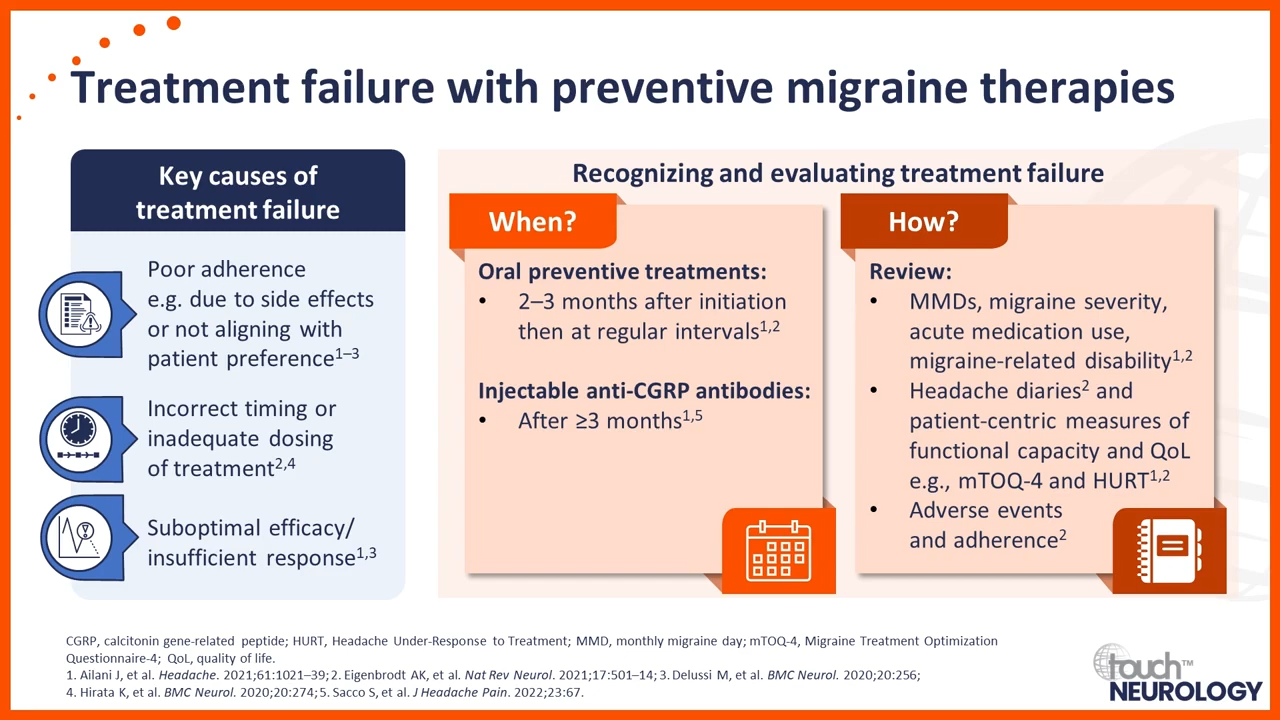 Treatment failure with preventive migraine therapies
Key causes of
treatment failure
Poor adherence
e.g. due to side effects
or not aligning with
patient preference1–3
Incorrect timing or
inadequate dosing
of treatment2,4
Suboptimal efficacy/
insufficient response1,3
Recognizing and evaluating treatment failure
When?
Oral preventive treatments:
• 2–3 months after initiation
then at regular intervals1,2
Injectable anti-CGRP antibodies:
• After ≥3 months1,5
How?
Review:
• MMDs, migraine severity,
acute medication use,
migraine-related disability1,2
• Headache diaries2 and
patient-centric measures of
functional capacity and QoL
e.g., mTOQ-4 and HURT1,2
• Adverse events
and adherence2
CGRP, calcitonin gene-related peptide; HURT, Headache Under-Response to Treatment; MMD, monthly migraine day; mTOQ-4, Migraine Treatment Optimization
Questionnaire-4; QoL, quality of life.
1. Ailani J, et al. Headache. 2021;61:1021–39; 2. Eigenbrodt AK, et al. Nat Rev Neurol. 2021;17:501–14; 3. Delussi M, et al. BMC Neurol. 2020;20:256;
4. Hirata K, et al. BMC Neurol. 2020;20:274; 5. Sacco S, et al. J Headache Pain. 2022;23:67.
touch™
NEUROLOGY